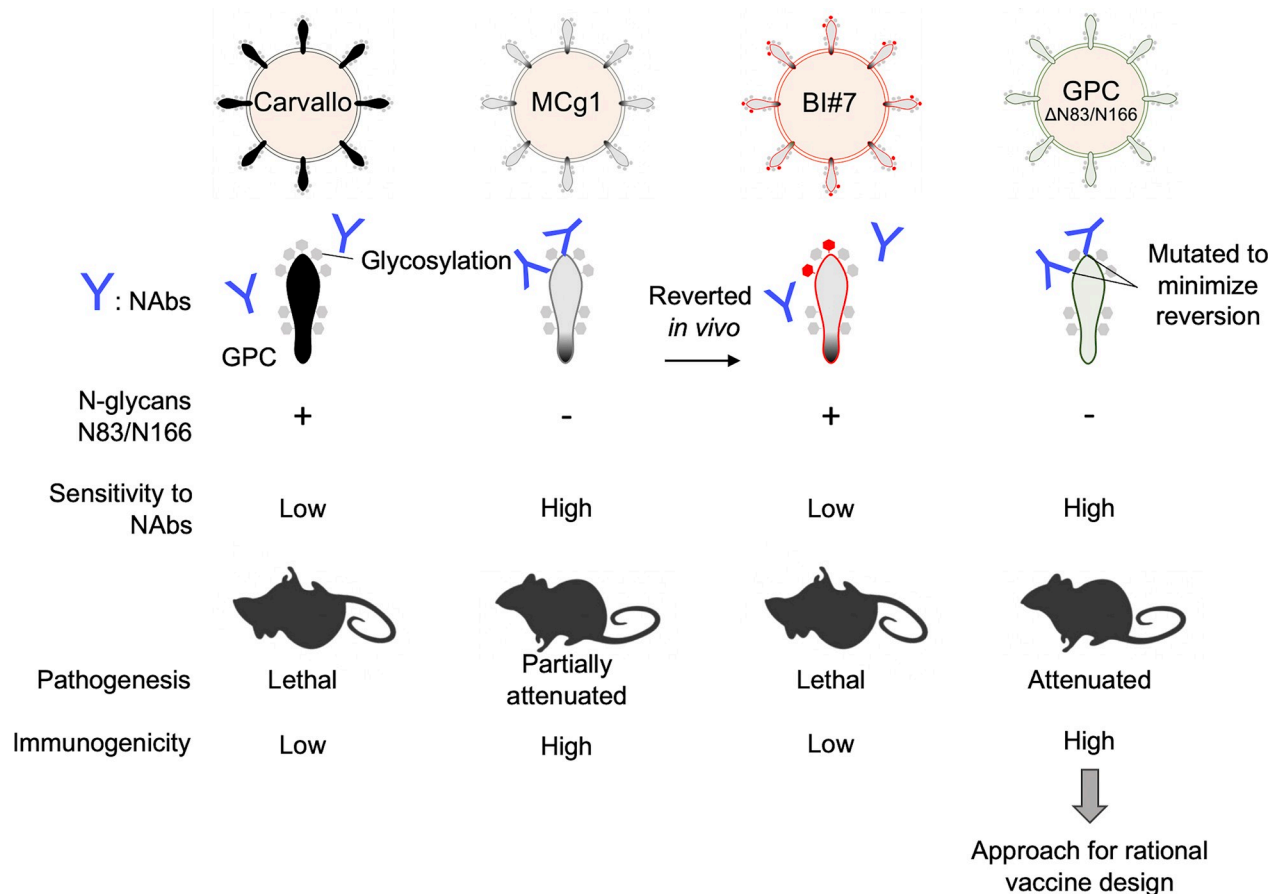 Carvallo
MCg1
BI#7
GPC
ΔN83/N166
Y: NAbs
Glycosylation
GPC
Reverted
in vivo
Mutated to
minimize
reversion
N-glycans
N83/N166
+
-
+
-
Sensitivity to
NAbs
Low
High
Low
High
Pathogenesis
Lethal
Partially
attenuated
Lethal
Attenuated
Immunogenicity
Low
High
Low
High
Approach for rational
vaccine design